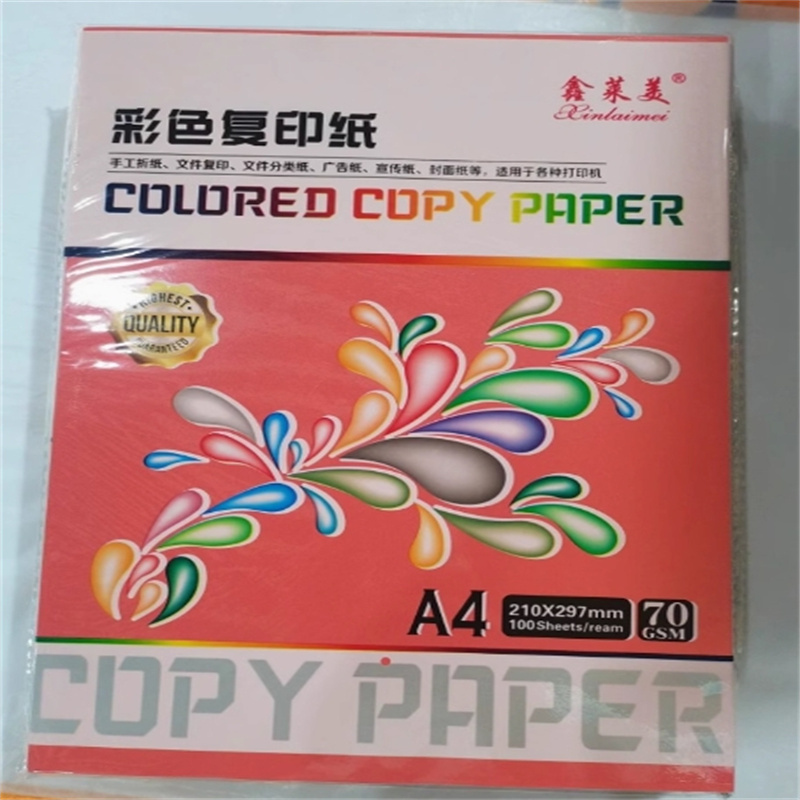 鑫莱美®
Xinlaimei
彩色复印纸
手工折纸、文件复印、文件分类纸、广告纸、宣传纸、封面纸等，适用于各种打印机
COLORED COPY PAPER
HIGHEST
QUALITY
GUARANTEED
A4
210X297mm
100Sheets/ream
70
GSM
COPY PAPER